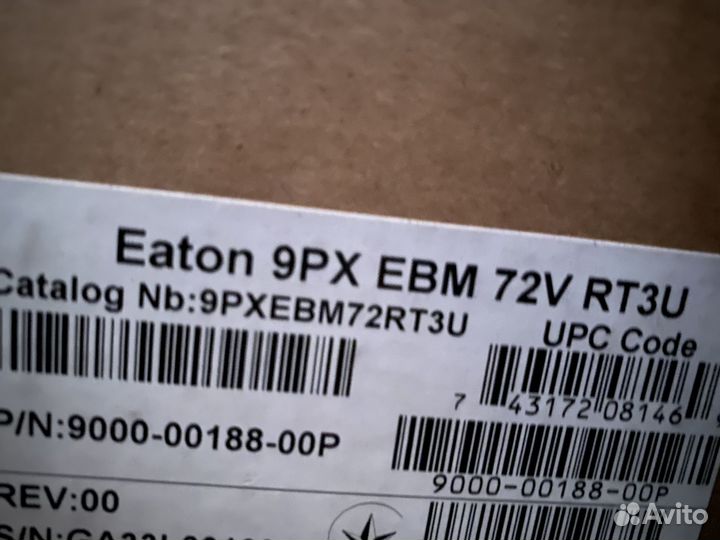 Eaton 9PX EBM 72V RT3U
Catalog Nb:9PXEBM72RT3U
UPC Code
7 43172 08146
P/N:9000-00188-00P
9000-00188-00P
REV:00
Avito